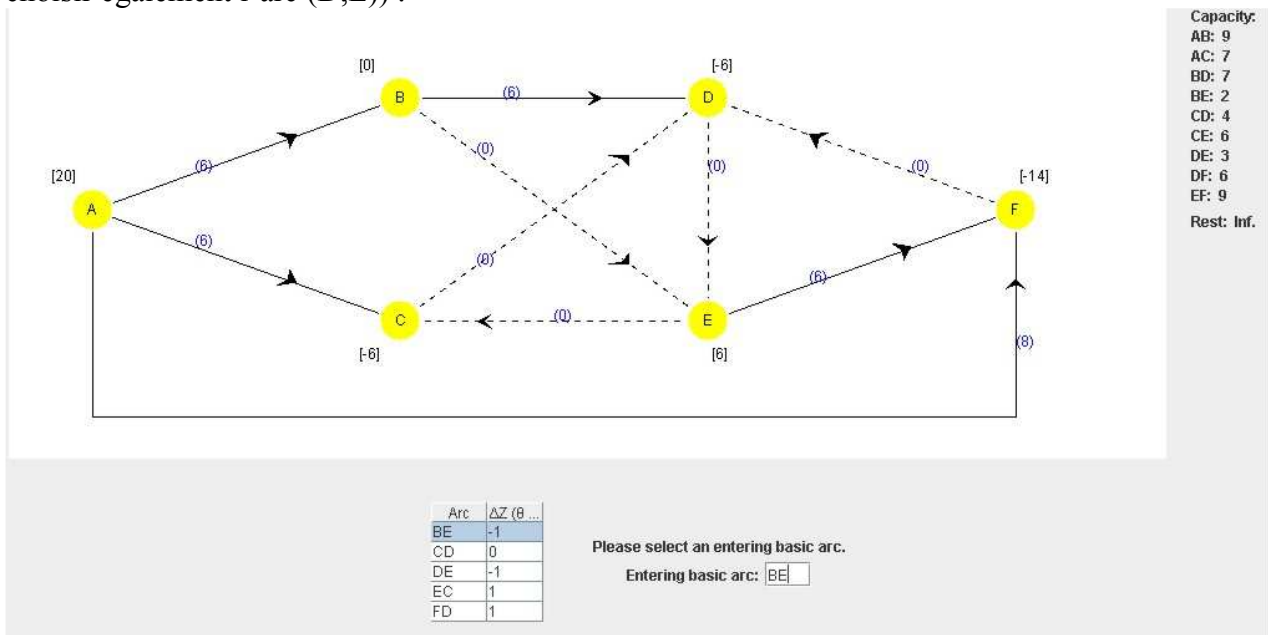 choisir également l'arc (D,E)) :
Capacity:
AB: 9
AC: 7
BD: 7
BE: 2
CD: 4
CE: 6
DE: 3
DF: 6
EF: 9
Rest: Inf.
[0]
[-6]
B
(6)
D
(0)
(0)
(0)
[20]
(6)
[-14]
A
F
(6)
(0)
(6)
C
(0)
E
(8)
[-6]
[6]
Arc ΔZ (θ ...
BE -1
CD 0
DE -1
EC 1
FD 1
Please select an entering basic arc.
Entering basic arc: BE